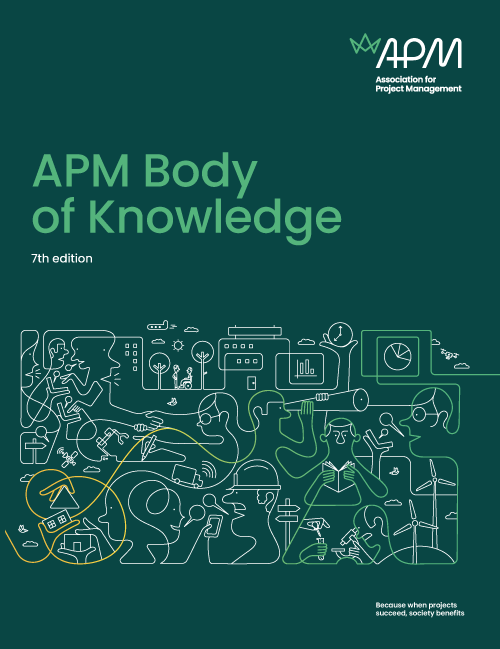 APM
Association for
Project Management
APM Body
of Knowledge
7th edition
Because when projects
succeed, society benefits